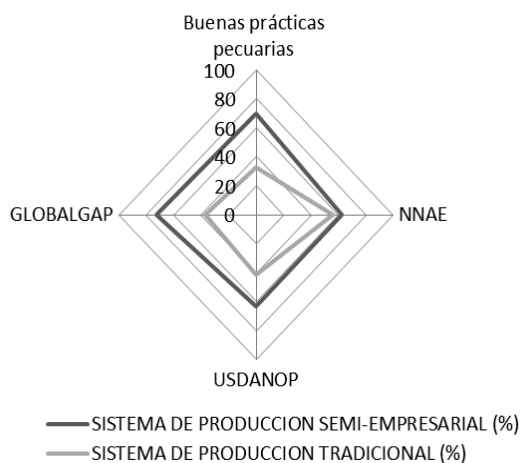 Buenas prácticas
pecuarias
100
80
60
40
20
0
GLOBALGAP
NNAE
USDANOP
SISTEMA DE PRODUCCION SEMI-EMPRESARIAL (%)
SISTEMA DE PRODUCCION TRADICIONAL (%)